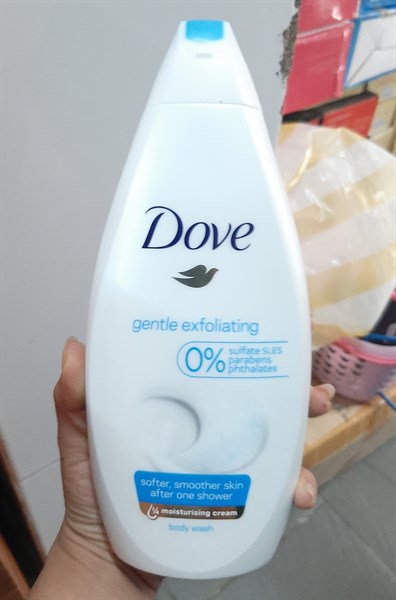 Dove
gentle exfoliating
0%
sulfate SLES
parabens
phthalates
softer, smoother skin
after one shower
¼ moisturising cream
body wash